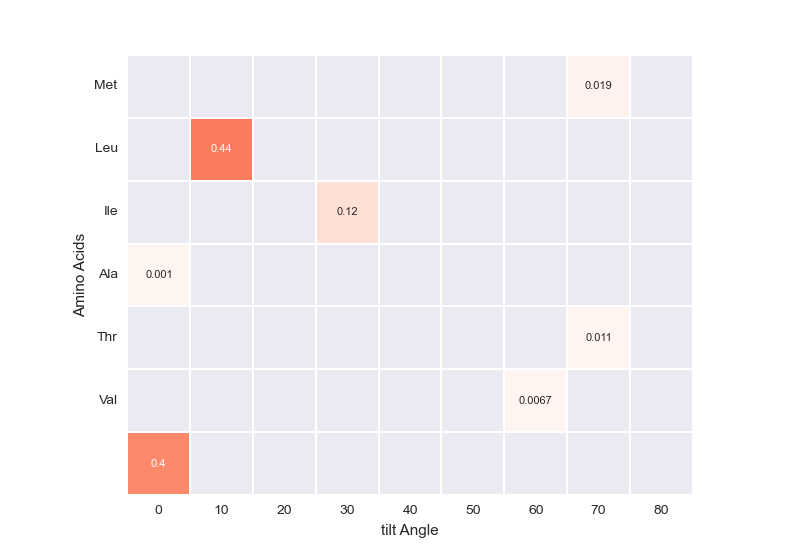 Met 0.019
Leu 0.44
Ile 0.12
Amino Acids
Ala 0.001
Thr 0.011
Val 0.0067
0.4
0 10 20 30 40 50 60 70 80
tilt Angle